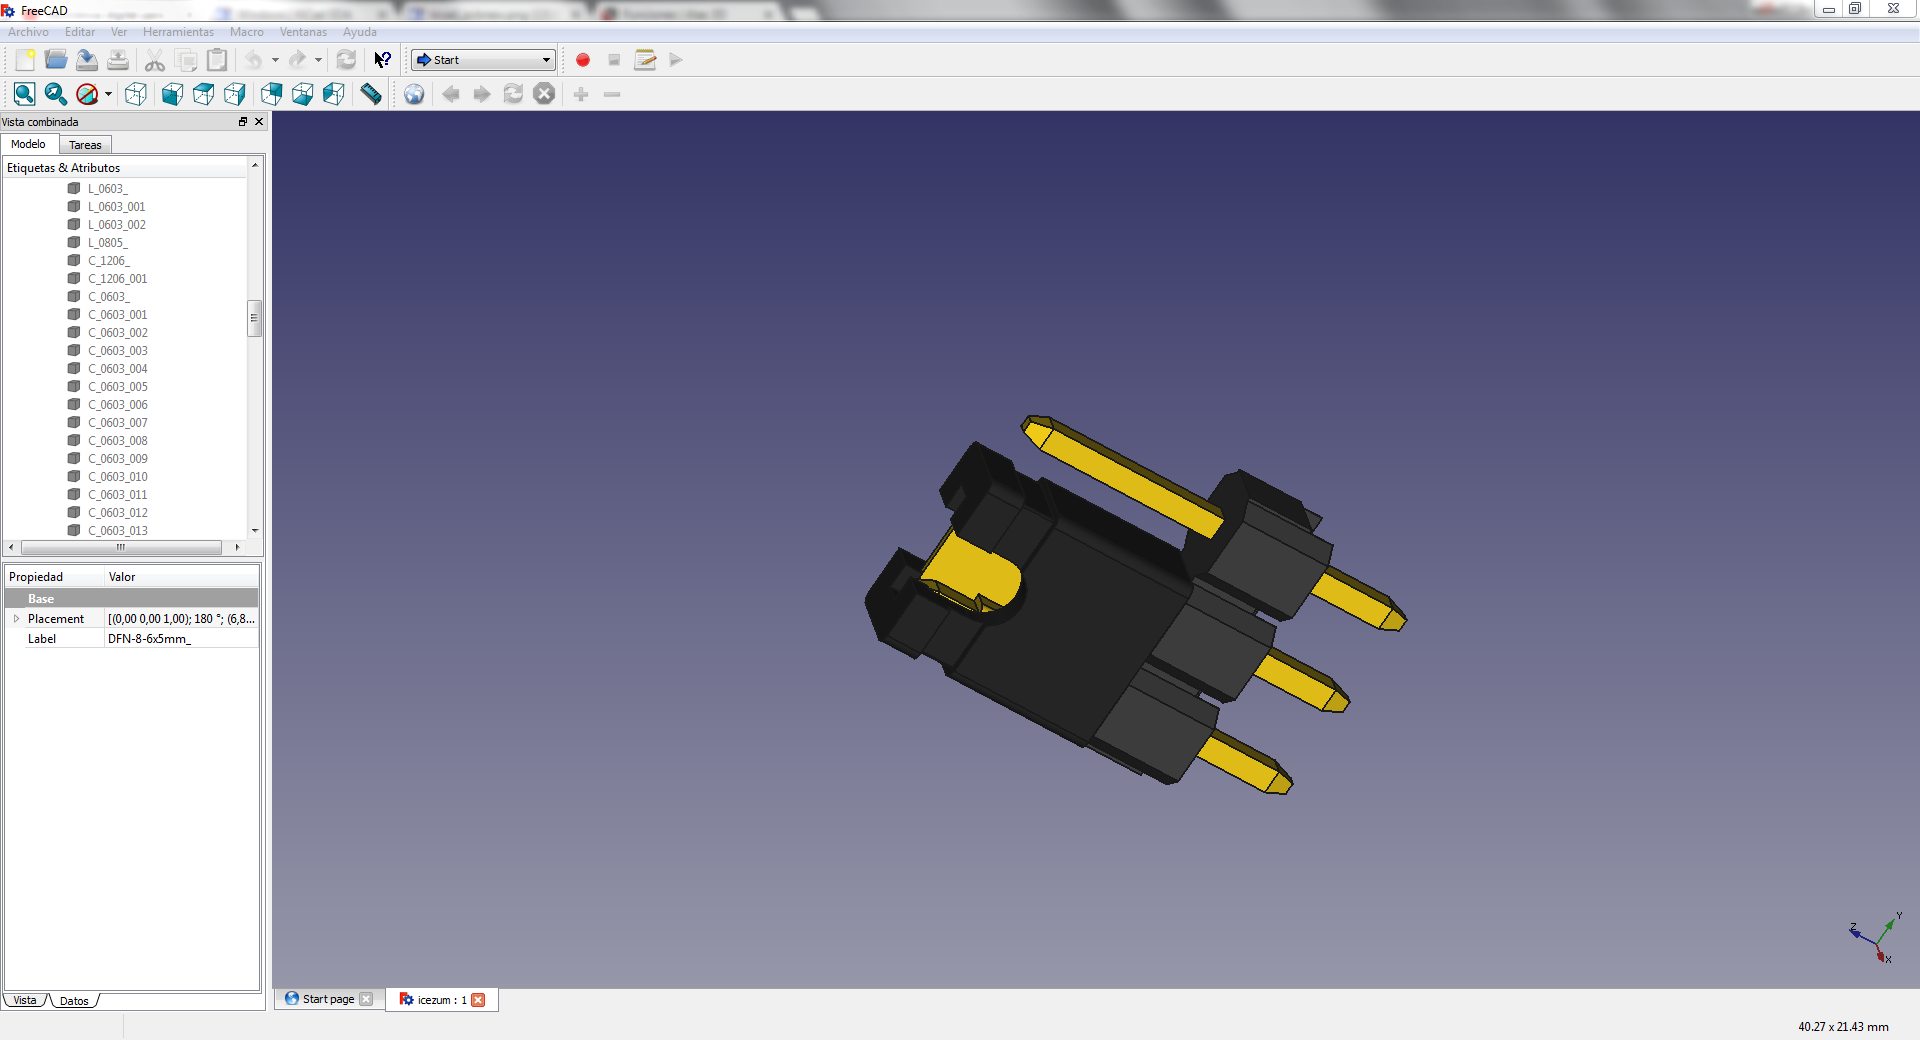 FreeCAD
Archivo Editar Ver Herramientas Macro Ventanas Ayuda
Start
Vista combinada
Modelo Tareas
Etiquetas & Atributos
L_0603_
L_0603_001
L_0603_002
L_0805_
C_1206_
C_1206_001
C_0603_
C_0603_001
C_0603_002
C_0603_003
C_0603_004
C_0603_005
C_0603_006
C_0603_007
C_0603_008
C_0603_009
C_0603_010
C_0603_011
C_0603_012
C_0603_013
Propiedad Valor
Base
Placement [(0,00 0,00 1,00); 180 °; (6,8...
Label DFN-8-6x5mm_
Y
Z
X
Vista Datos
Start page icezum : 1
40.27 x 21.43 mm